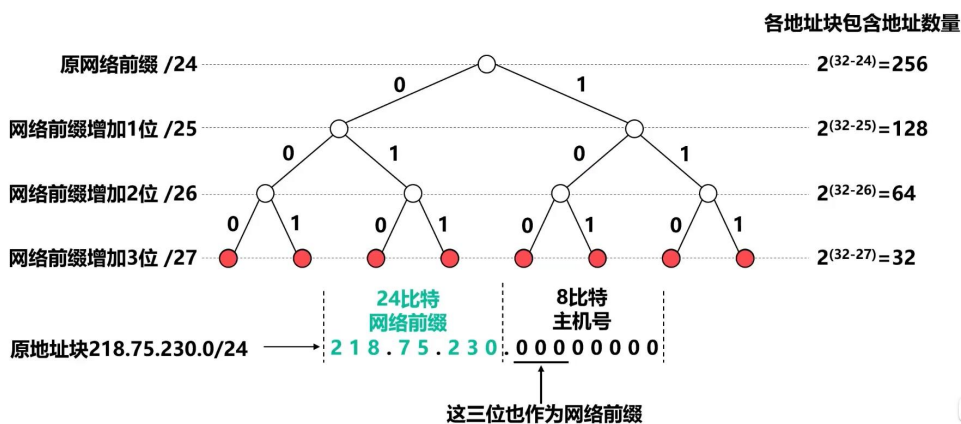 各地址块包含地址数量
原网络前缀 /24
0
1
2(32-24)=256
网络前缀增加1位 /25
0
1
0
1
2(32-25)=128
网络前缀增加2位 /26
0
1
0
1
0
1
0
1
2(32-26)=64
网络前缀增加3位 /27
2(32-27)=32
24比特
网络前缀
8比特
主机号
原地址块218.75.230.0/24
218.75.230.00000000
这三位也作为网络前缀